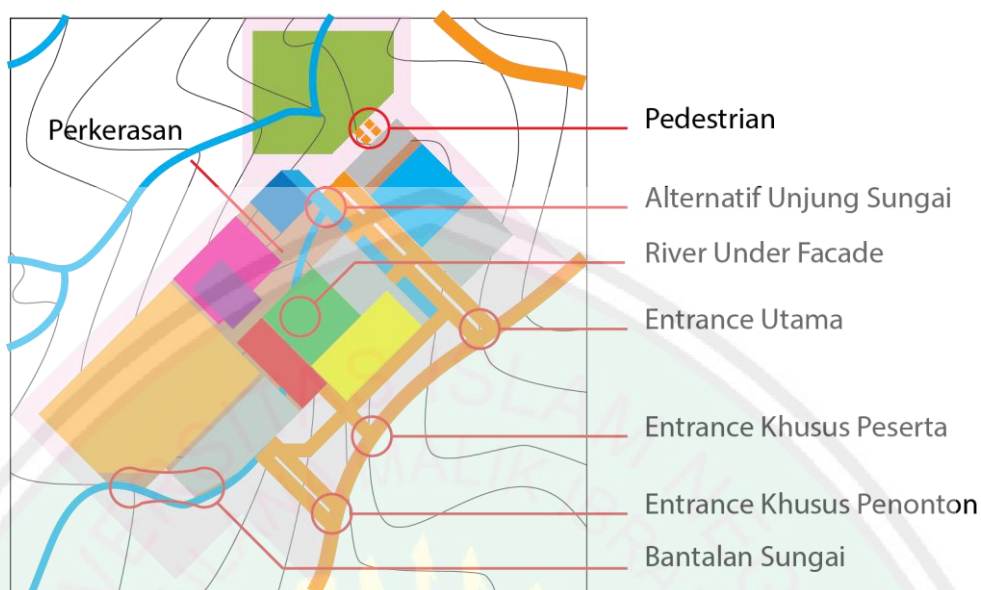 Perkerasan
Pedestrian
Alternatif Unjung Sungai
River Under Facade
Entrance Utama
Entrance Khusus Peserta
Entrance Khusus Penonton
Bantalan Sungai